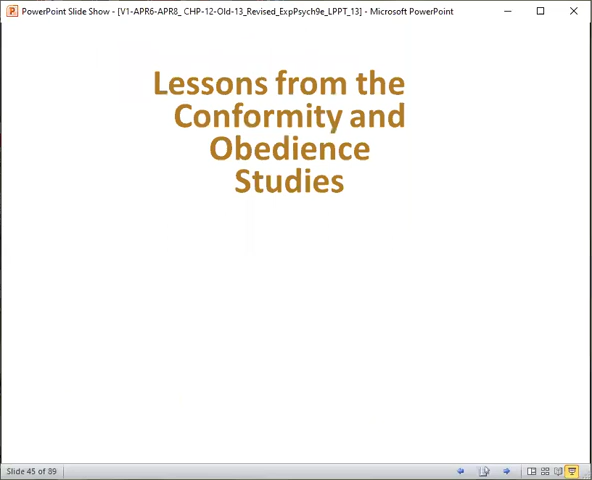 PowerPoint Slide Show - [V1-APR6-APR8_ CHP-12-Old-13_Revised_ExpPsych9e_LPPT_13] - Microsoft PowerPoint
Lessons from the
Conformity and
Obedience
Studies
Slide 45 of 89